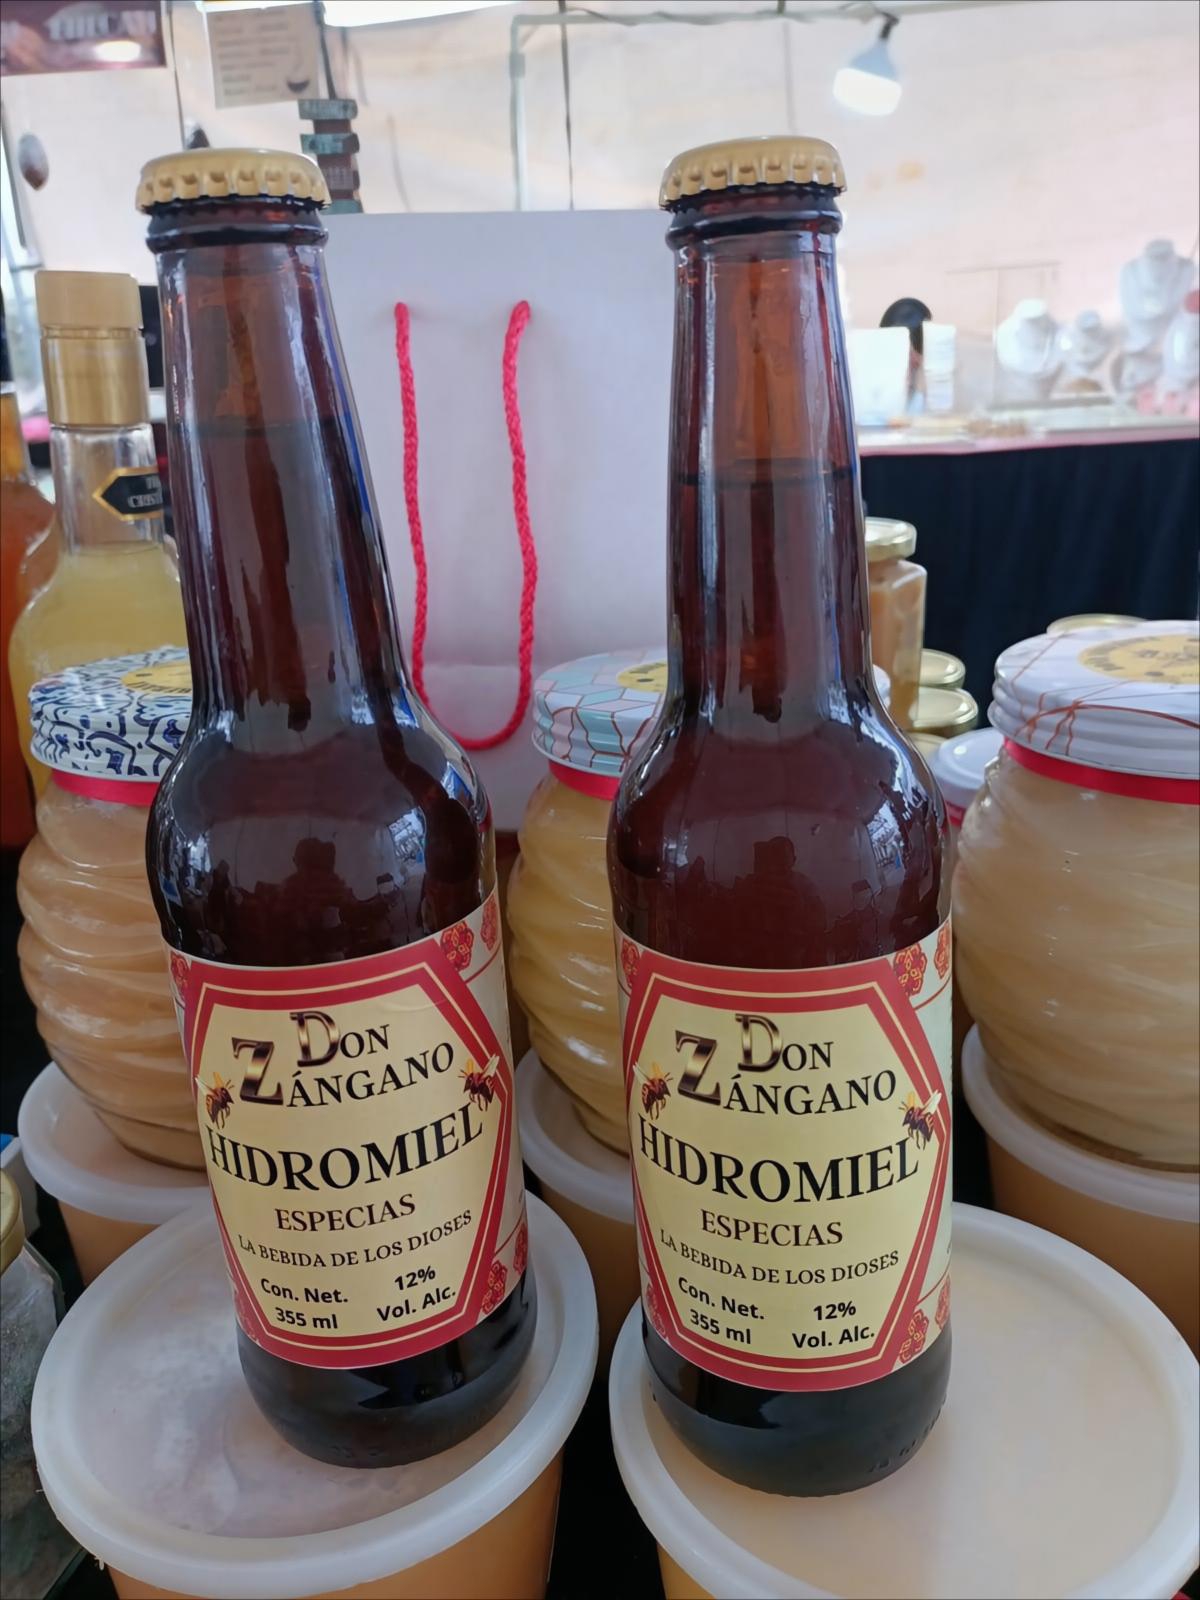 DON
ZÁNGANO
HIDROMIEL
ESPECIAS
LA BEBIDA DE LOS DIOSES
Con. Net.
355 ml
12%
Vol. Alc.
DON
ZÁNGANO
HIDROMIEL
ESPECIAS
LA BEBIDA DE LOS DIOSES
Con. Net.
355 ml
12%
Vol. Alc.